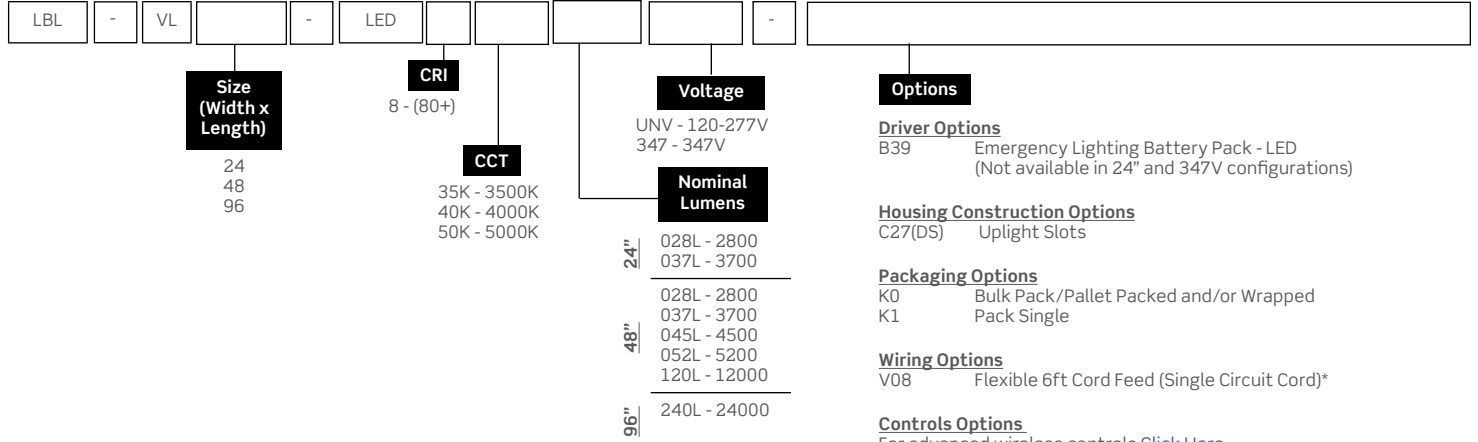 LBL - VL - LED -
Size
(Width x
Length)
24
48
96
CRI
8 - (80+)
CCT
35K - 3500K
40K - 4000K
50K - 5000K
Voltage
UNV - 120-277V
347 - 347V
Nominal
Lumens
24"
028L - 2800
037L - 3700
48"
028L - 2800
037L - 3700
045L - 4500
052L - 5200
120L - 12000
96"
240L - 24000
Options
Driver Options
B39 Emergency Lighting Battery Pack - LED
(Not available in 24” and 347V configurations)
Housing Construction Options
C27(DS) Uplight Slots
Packaging Options
K0 Bulk Pack/Pallet Packed and/or Wrapped
K1 Pack Single
Wiring Options
V08 Flexible 6ft Cord Feed (Single Circuit Cord)*
Controls Options
For advanced wireless controls Click Here